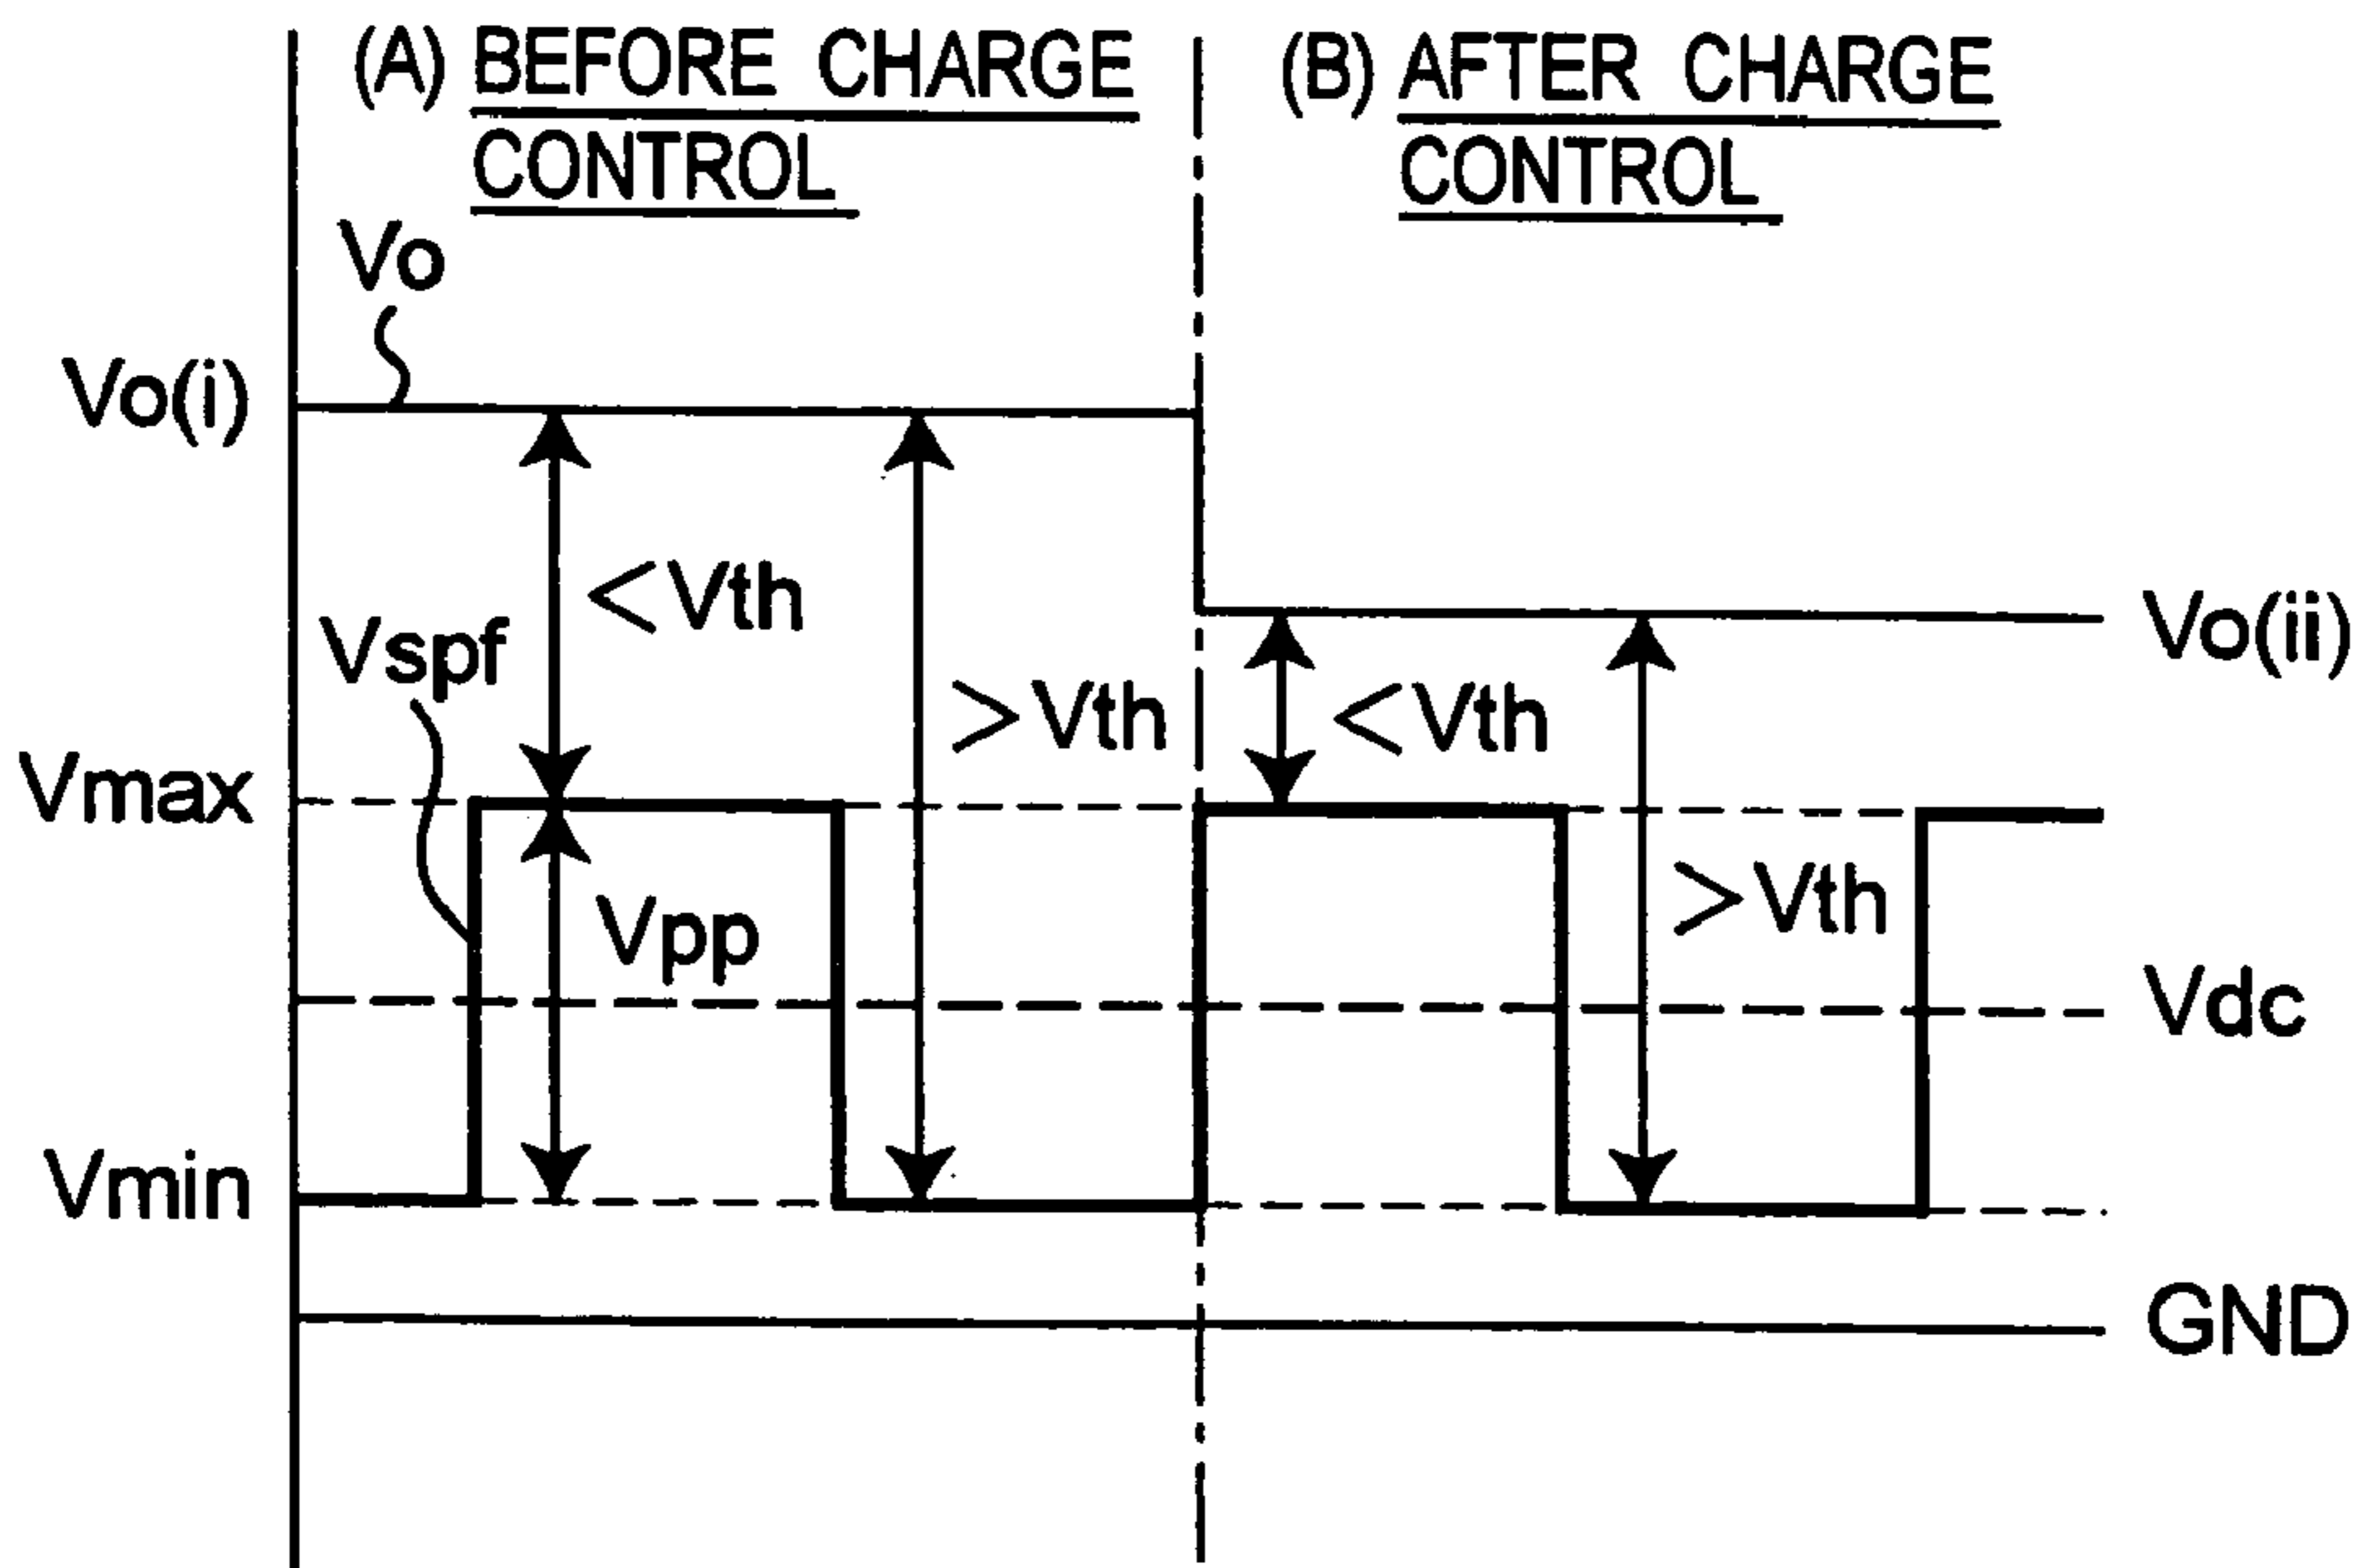 (A) BEFORE CHARGE
CONTROL
(B) AFTER CHARGE
CONTROL
Vo
Vo(i)
<Vth
Vspf
>Vth
<Vth
Vo(ii)
Vmax
Vpp
>Vth
Vdc
Vmin
GND